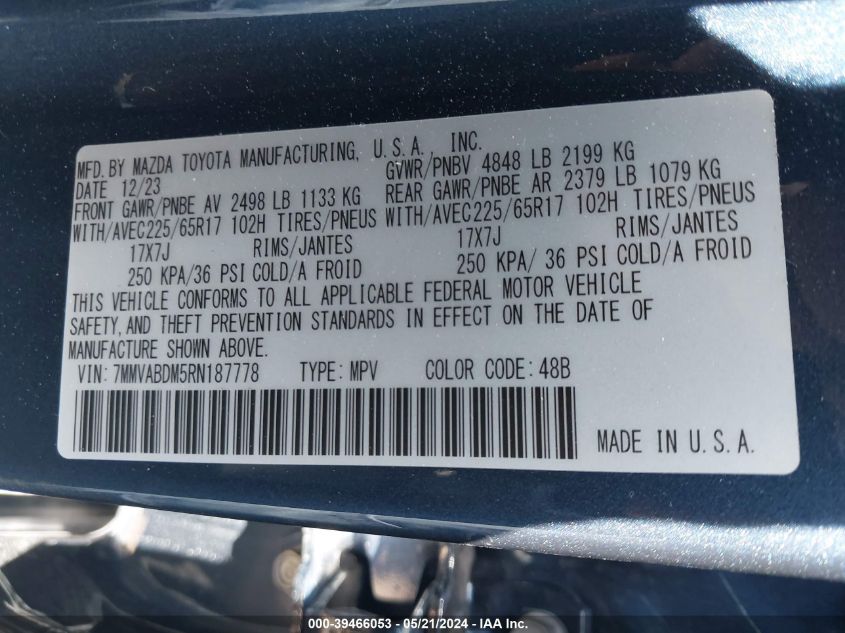 MFD. BY MAZDA TOYOTA MANUFACTURING, U.S.A., INC.
DATE 12/23 GVWR/PNBV 4848 LB 2199 KG
FRONT GAWR/PNBE AV 2498 LB 1133 KG REAR GAWR/PNBE AR 2379 LB 1079 KG
WITH/AVEC225/65R17 102H TIRES/PNEUS WITH/AVEC225/65R17 102H TIRES/PNEUS
17X7J RIMS/JANTES 17X7J RIMS/JANTES
250 KPA/36 PSI COLD/A FROID 250 KPA/ 36 PSI COLD/A FROID
THIS VEHICLE CONFORMS TO ALL APPLICABLE FEDERAL MOTOR VEHICLE
SAFETY, AND THEFT PREVENTION STANDARDS IN EFFECT ON THE DATE OF
MANUFACTURE SHOWN ABOVE.
VIN: 7MMVABDM5RN187778 TYPE: MPV COLOR CODE: 48B
MADE IN U.S.A.
000-39466053 - 05/21/2024 - IAA Inc.